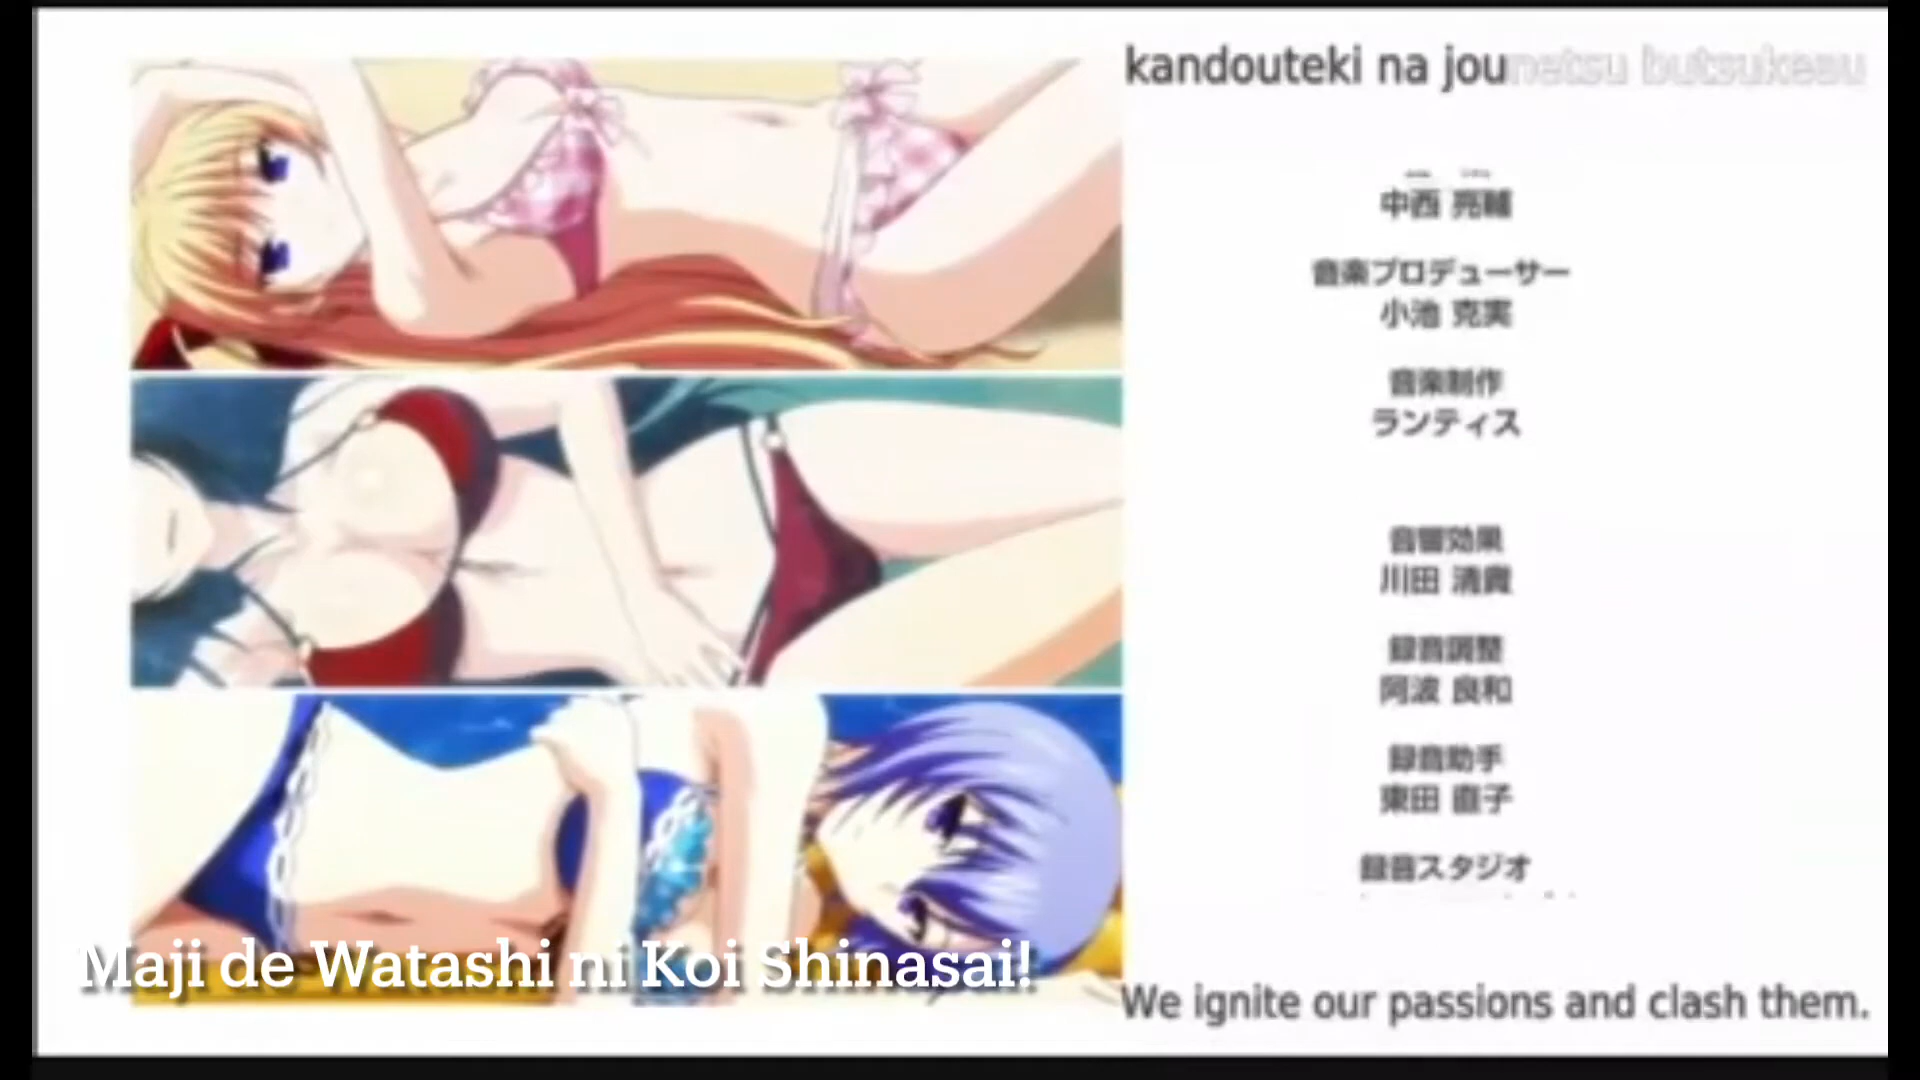 kandouteki na jounetsu butsukeau
中西 亮輔
音楽プロデューサー
小池 克実
音楽制作
ランティス
音響効果
川田 清貴
録音調整
阿波 良和
録音助手
東田 直子
録音スタジオ
Maji de Watashi ni Koi Shinasai!
We ignite our passions and clash them.